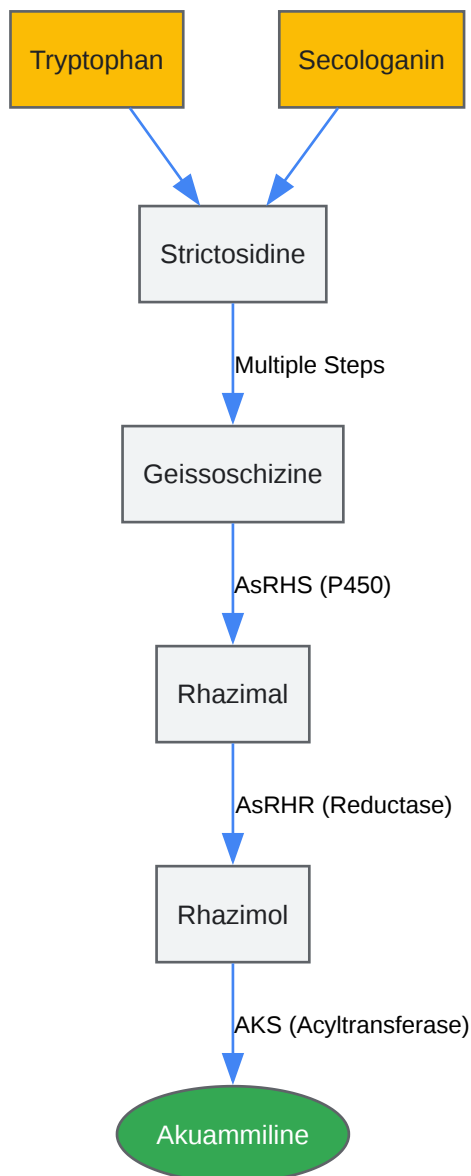 Tryptophan
Secologanin
Strictosidine
Multiple Steps
Geissoschizine
AsRHS (P450)
Rhazimal
AsRHR (Reductase)
Rhazimol
AKS (Acyltransferase)
Akuammiline